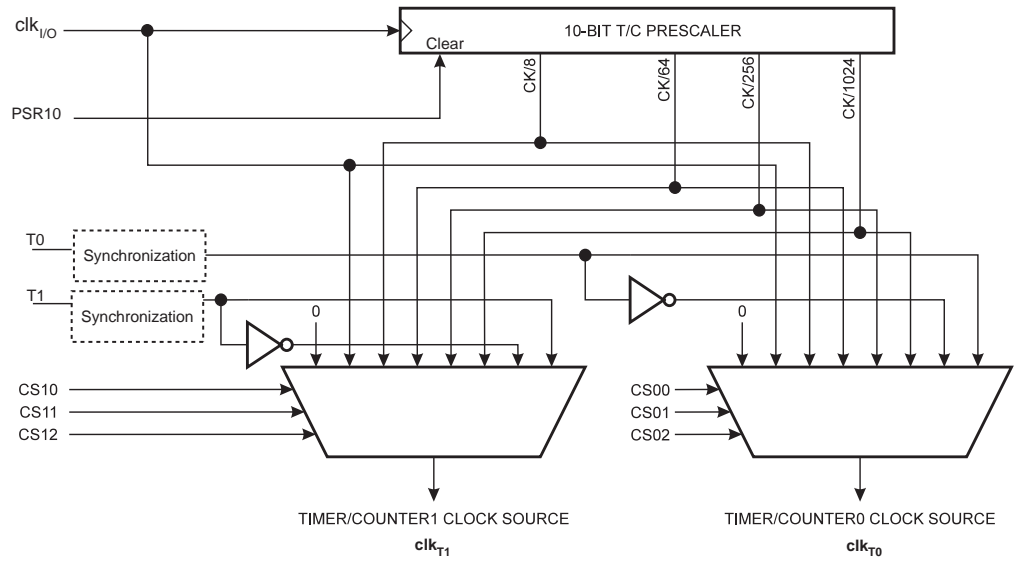 clkI/O
10-BIT T/C PRESCALER
Clear
CK/8
CK/64
CK/256
CK/1024
PSR10
T0
Synchronization
T1
Synchronization
0
0
CS10
CS11
CS12
CS00
CS01
CS02
TIMER/COUNTER1 CLOCK SOURCE
clkT1
TIMER/COUNTER0 CLOCK SOURCE
clkT0